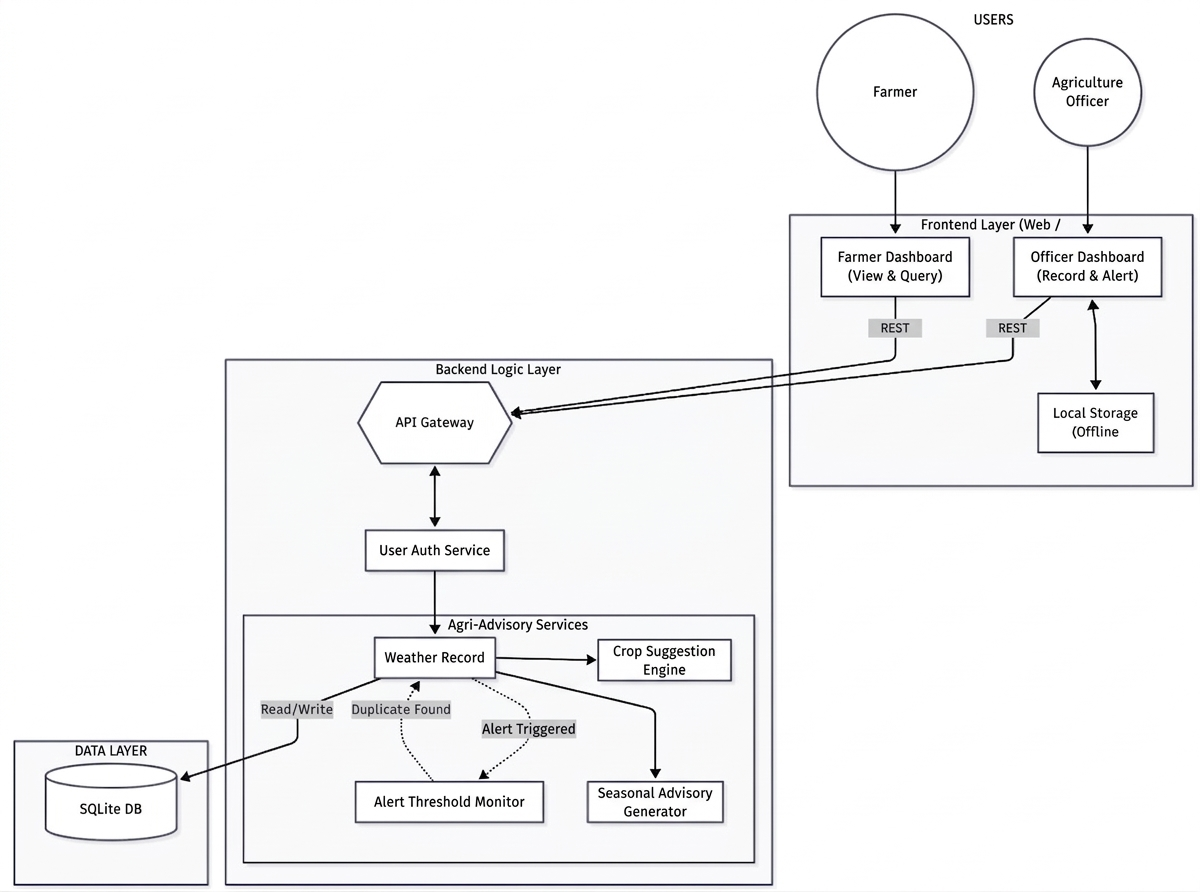 USERS
Farmer
Agriculture
Officer
Frontend Layer (Web /
Farmer Dashboard
(View & Query)
Officer Dashboard
(Record & Alert)
REST
REST
Local Storage
(Offline
Backend Logic Layer
API Gateway
User Auth Service
Agri-Advisory Services
Weather Record
Crop Suggestion
Engine
Read/Write
Duplicate Found
Alert Triggered
Alert Threshold Monitor
Seasonal Advisory
Generator
DATA LAYER
SQLite DB